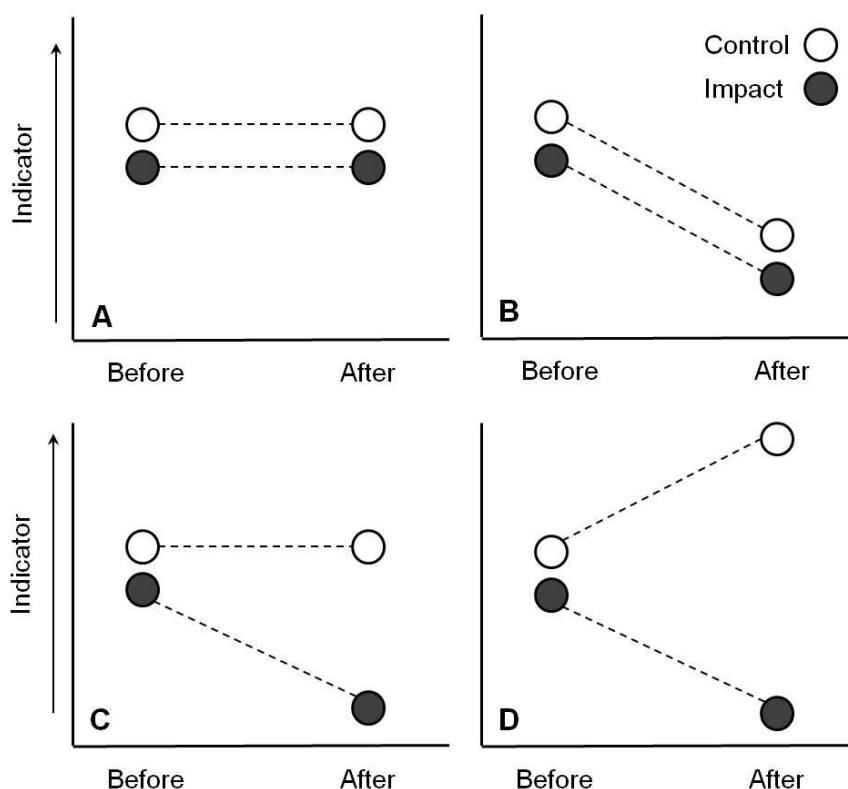 Control
Impact
Indicator
A
B
Before
After
Before
After
Indicator
C
D
Before
After
Before
After